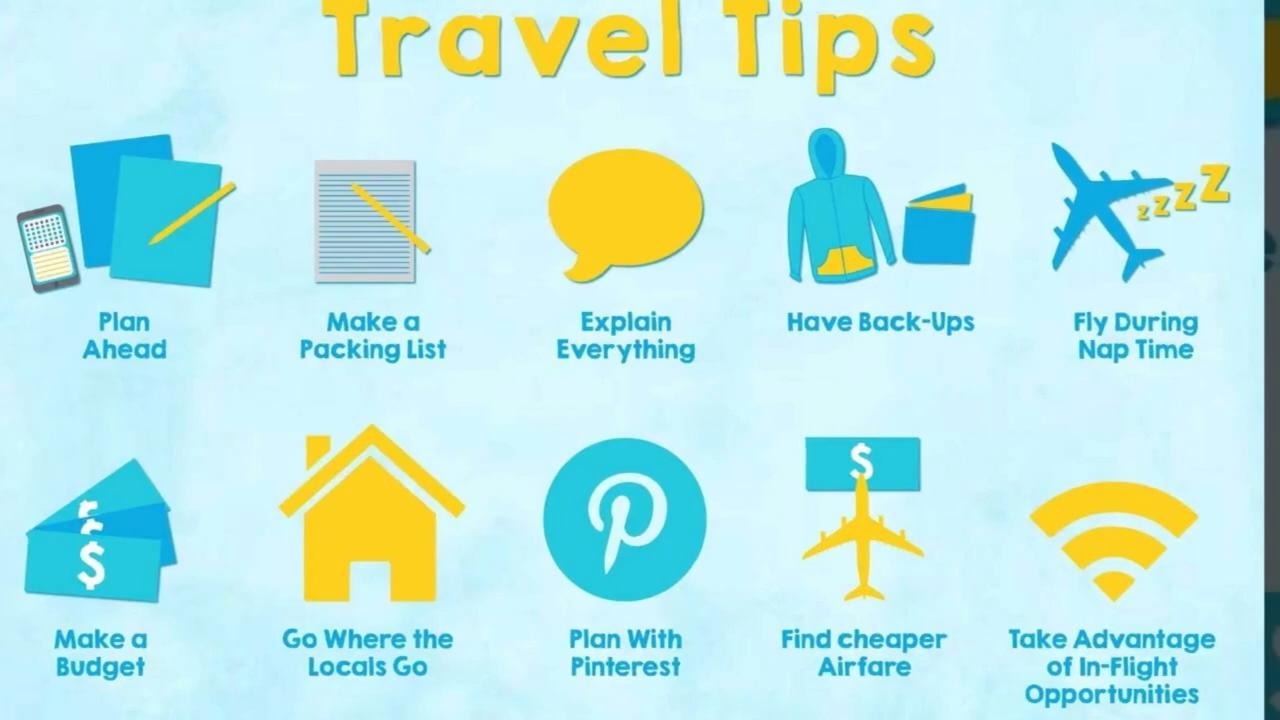 Travel Tips
Plan
Ahead
Make a
Packing List
Explain
Everything
Have Back-Ups
Fly During
Nap Time
z z Z Z
$
$
Make a
Budget
Go Where the
Locals Go
Plan With
Pinterest
Find cheaper
Airfare
Take Advantage
of In-Flight
Opportunities